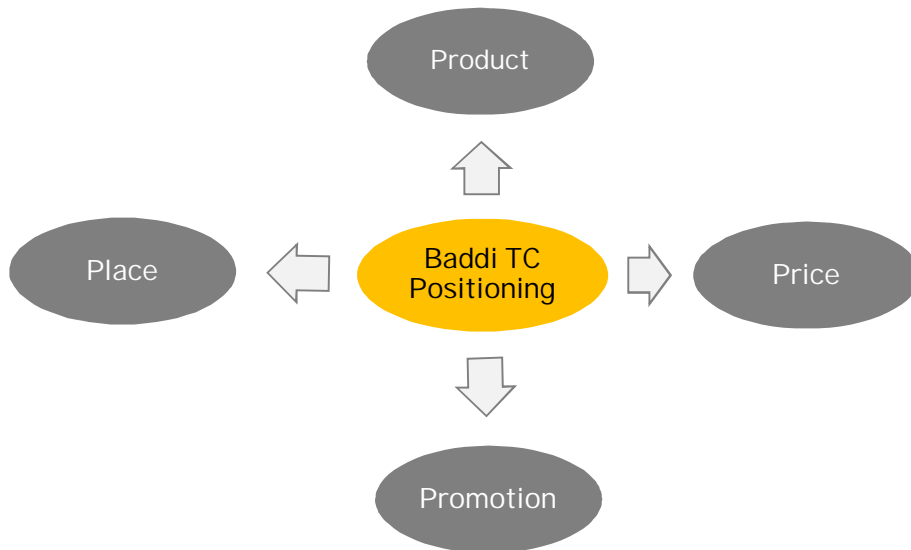 Product
Place
Baddi TC
Positioning
Price
Promotion